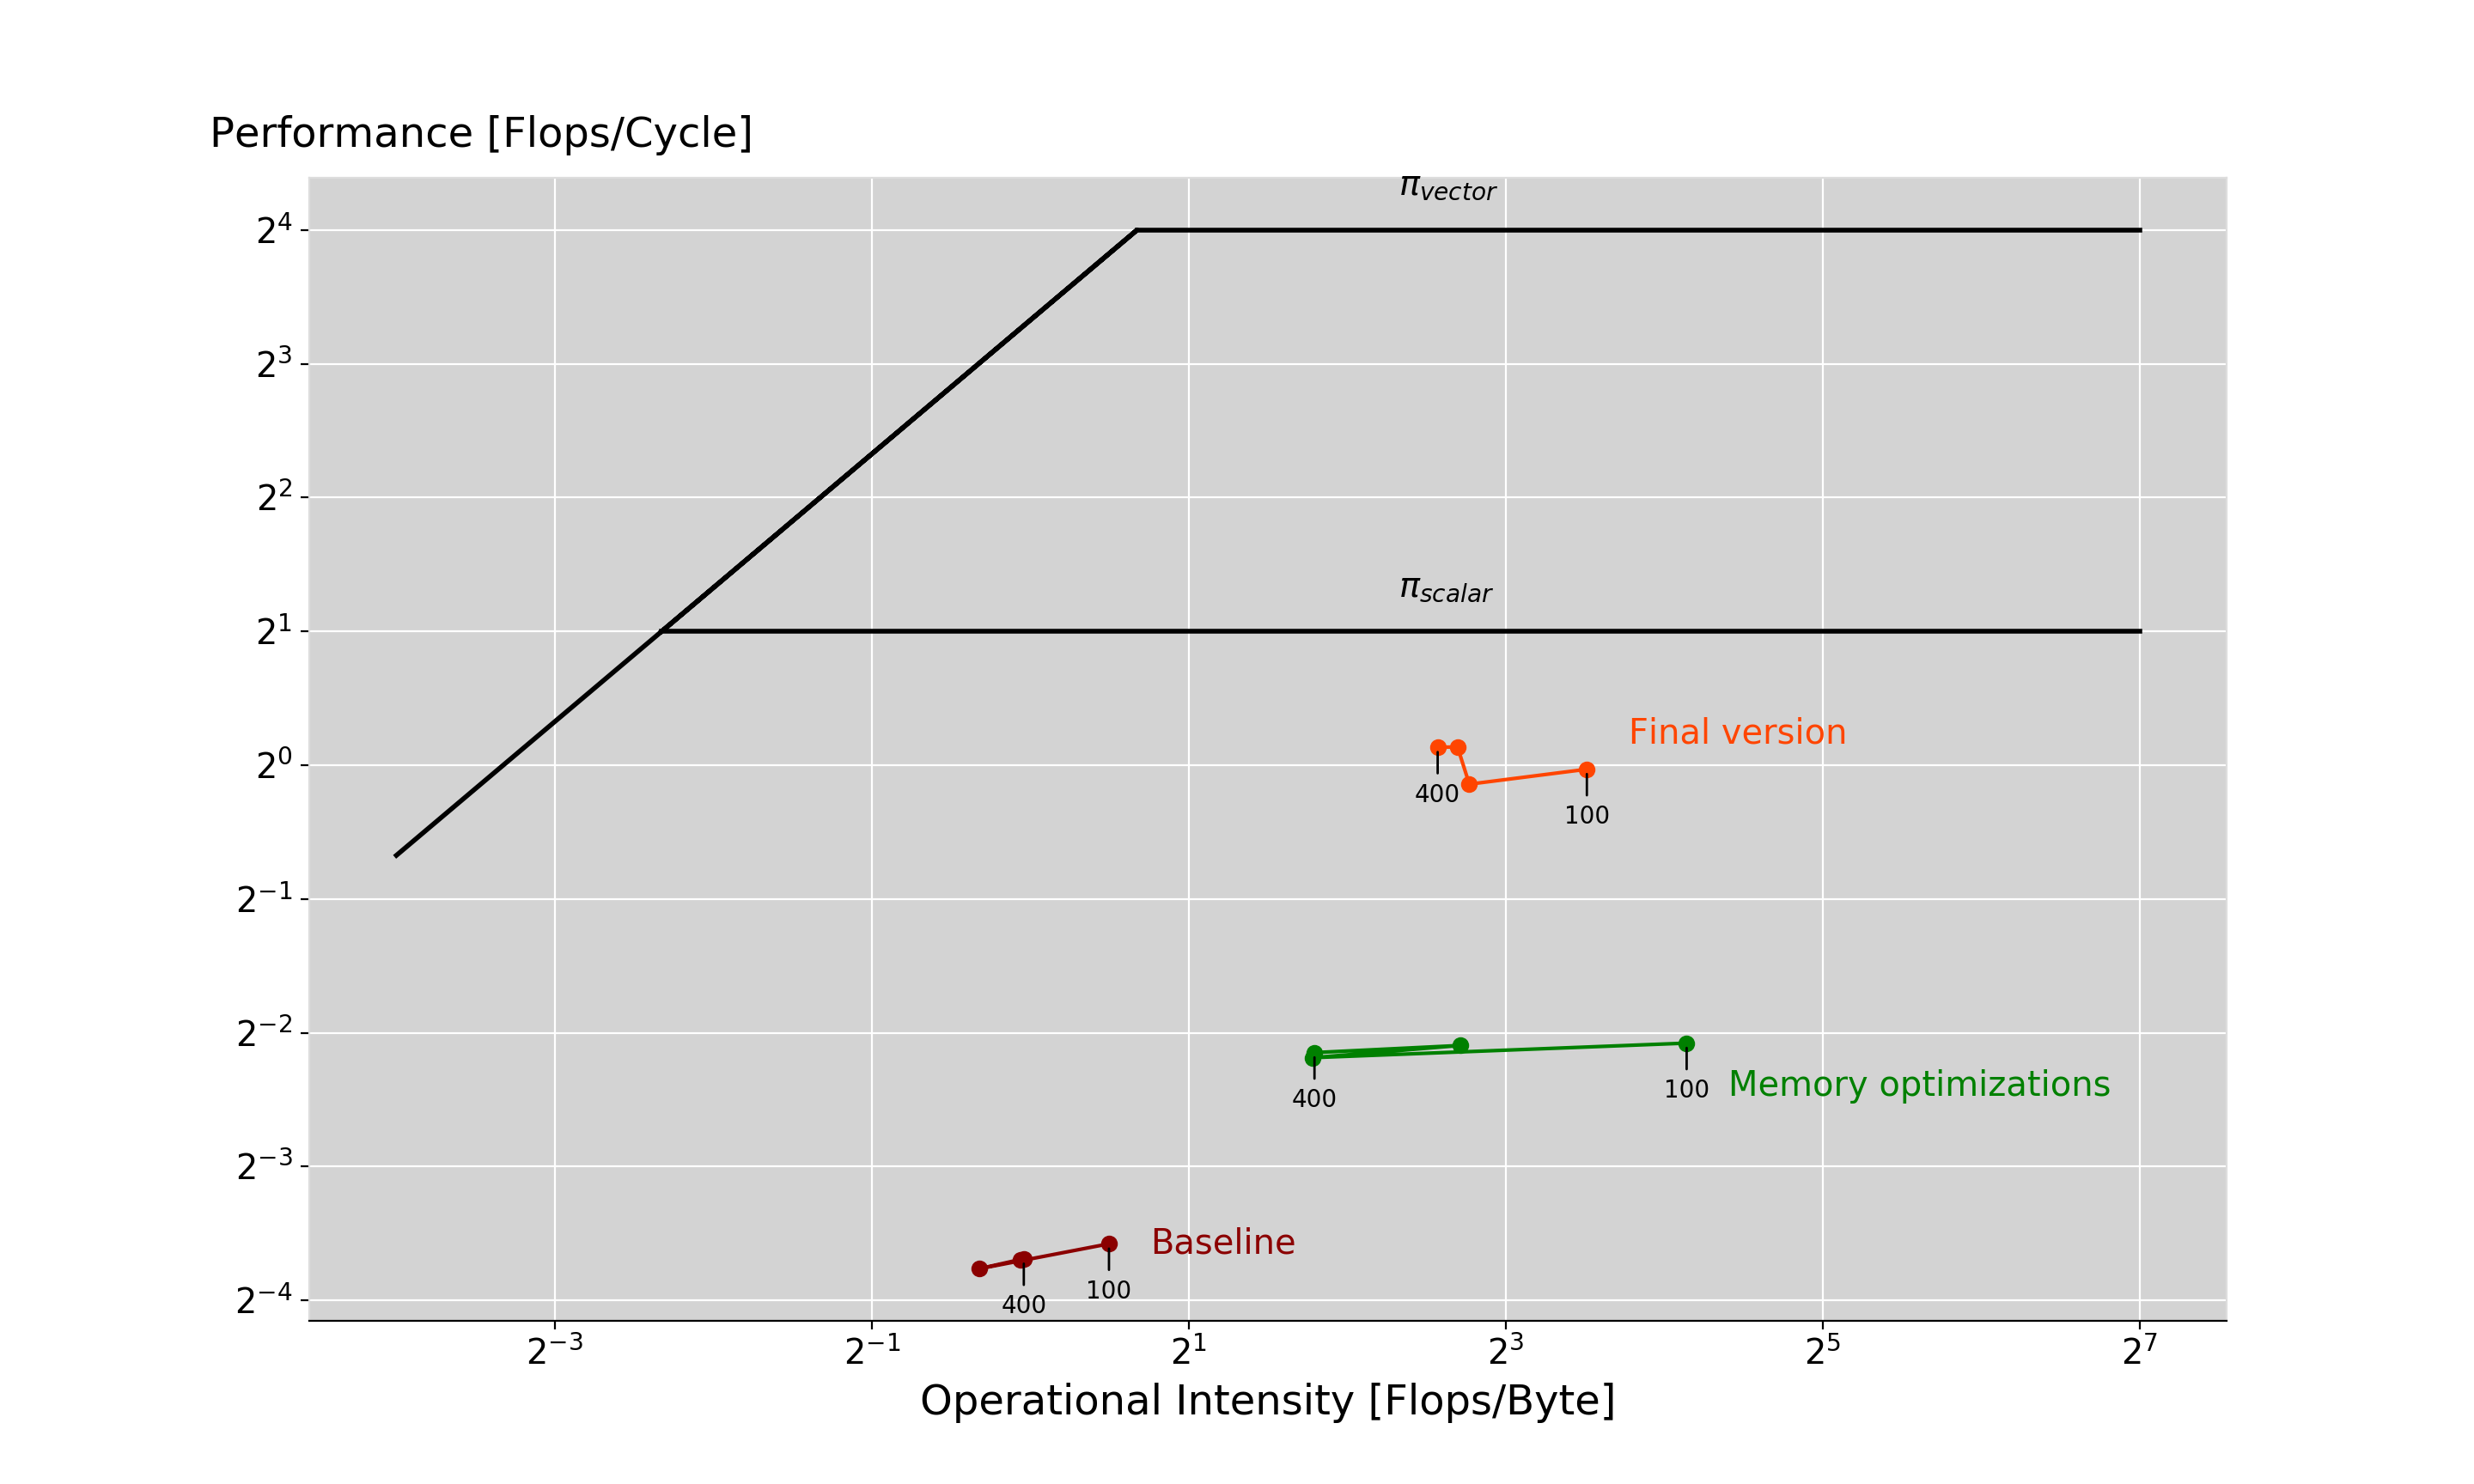 Performance [Flops/Cycle]
π_vector
2^4
2^3
2^2
π_scalar
2^1
Final version
2^0
400
100
2^−1
2^−2
400
100
Memory optimizations
2^−3
Baseline
100
400
2^−4
2^−3 2^−1 2^1 2^3 2^5 2^7
Operational Intensity [Flops/Byte]